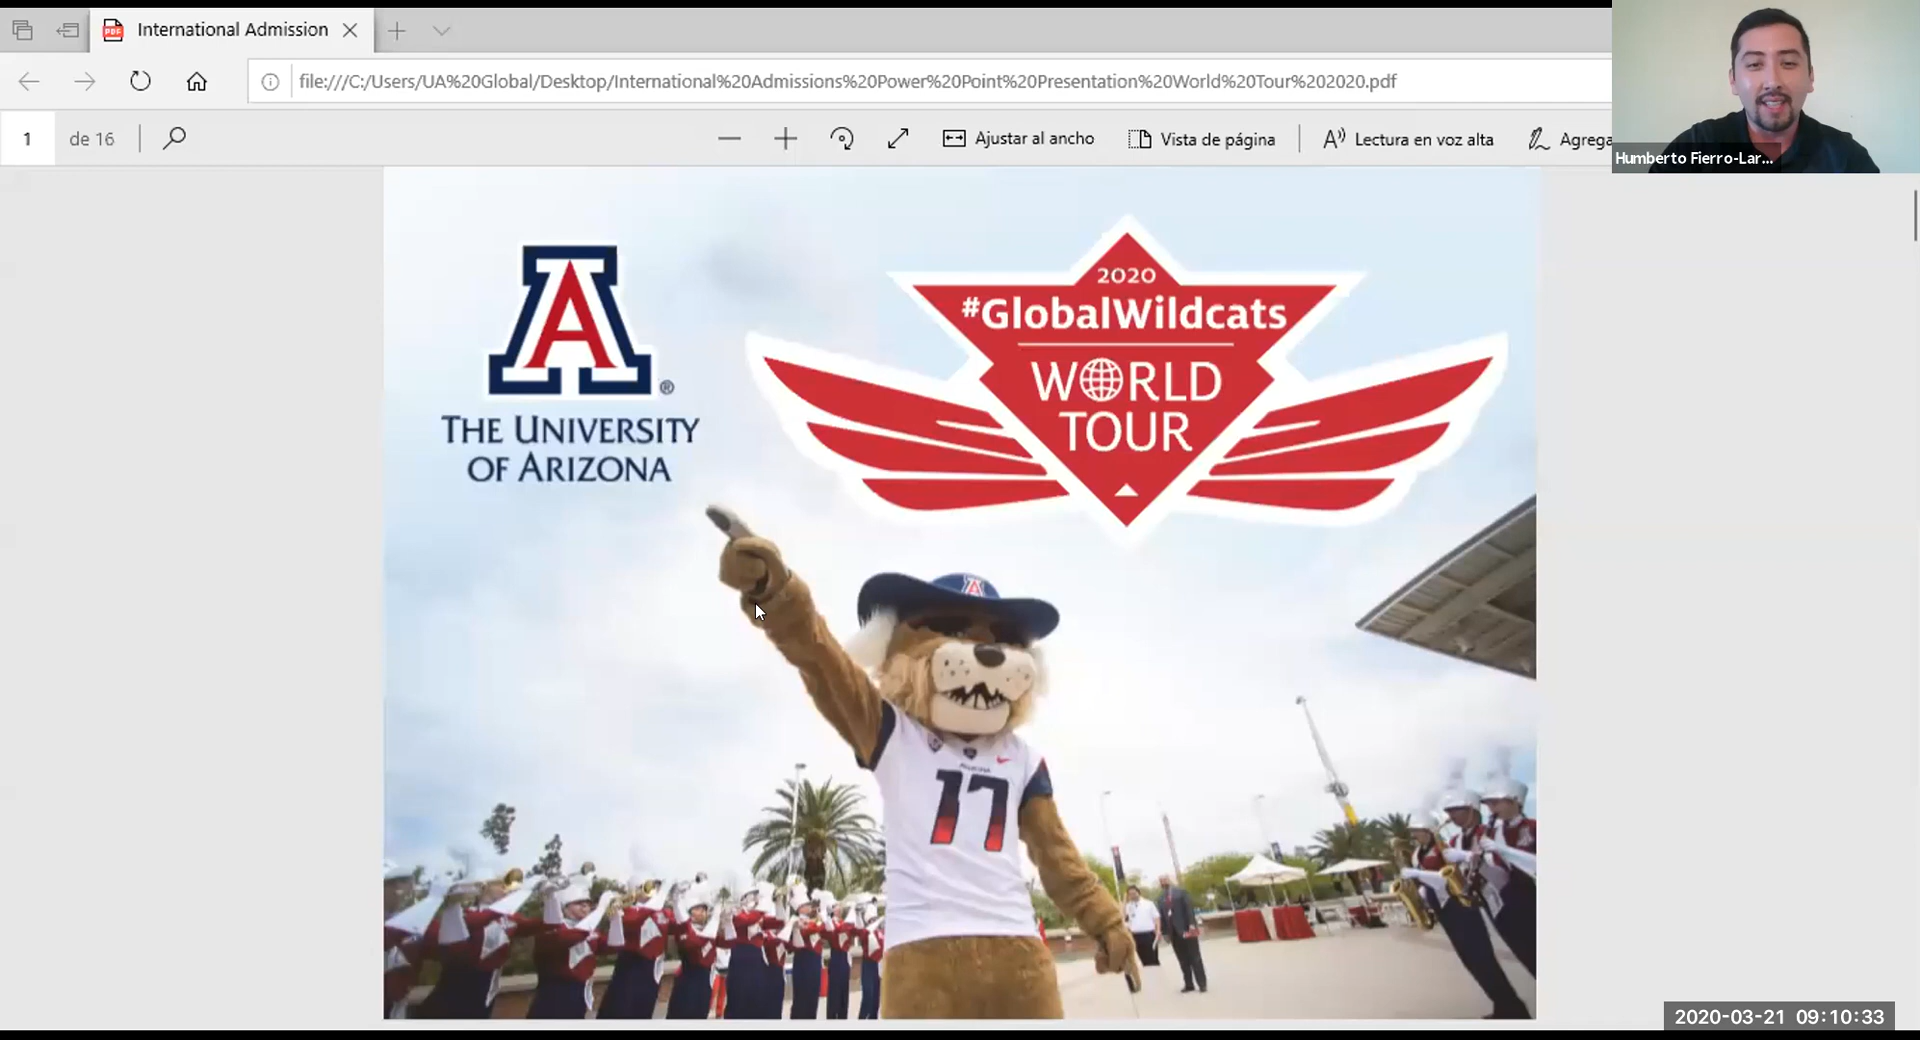 International Admission
file:///C:/Users/UA%20Global/Desktop/International%20Admissions%20Power%20Point%20Presentation%20World%20Tour%202020.pdf
1 de 16
Ajustar al ancho
Vista de página
Lectura en voz alta
Agrega
Humberto Fierro-Lar...
A®
THE UNIVERSITY
OF ARIZONA
2020
#GlobalWildcats
WORLD
TOUR
A
ARIZONA
17
2020-03-21 09:10:33